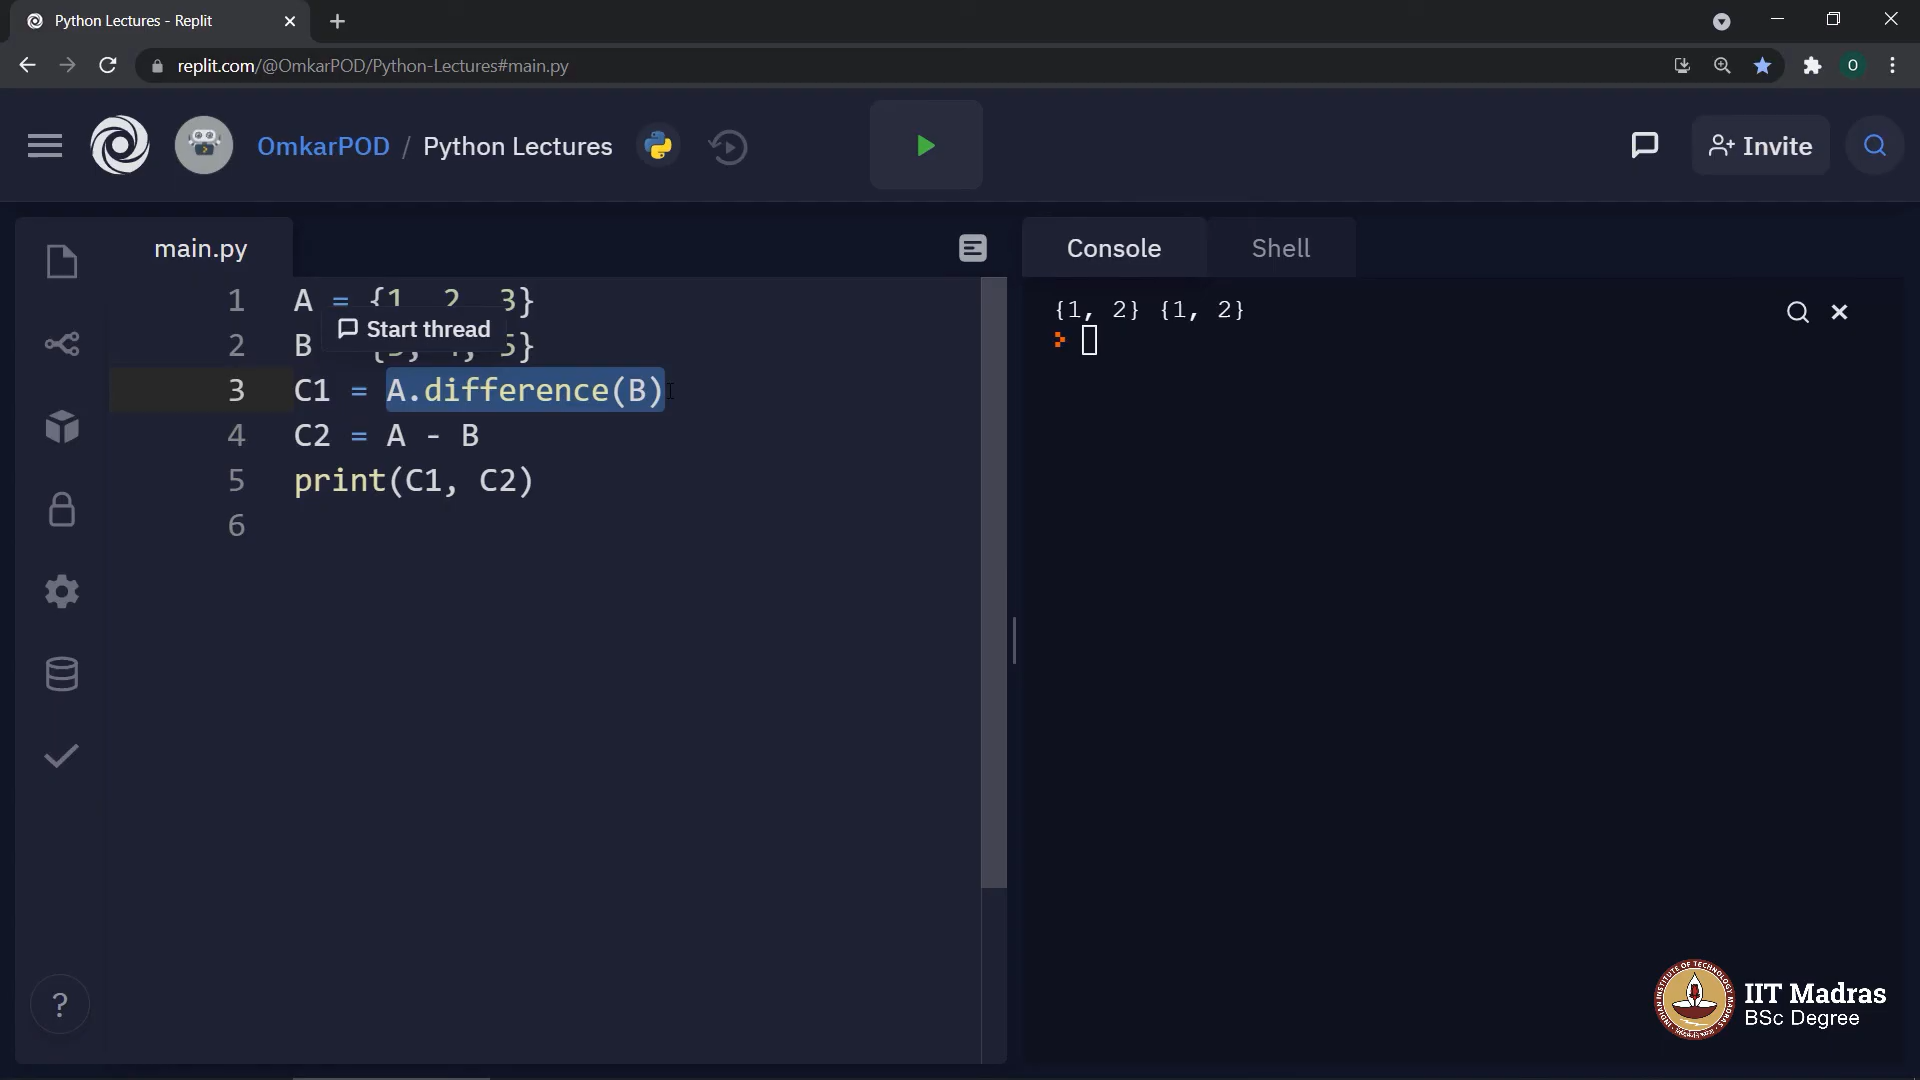 Python Lectures - Replit
replit.com/@OmkarPOD/Python-Lectures#main.py
O
OmkarPOD / Python Lectures
Invite
main.py
Console
Shell
1 A = {1, 2, 3}
Start thread
2 B 5}
3 C1 = A.difference(B)
4 C2 = A - B
5 print(C1, C2)
6
{1, 2} {1, 2}
?
IIT Madras
BSc Degree